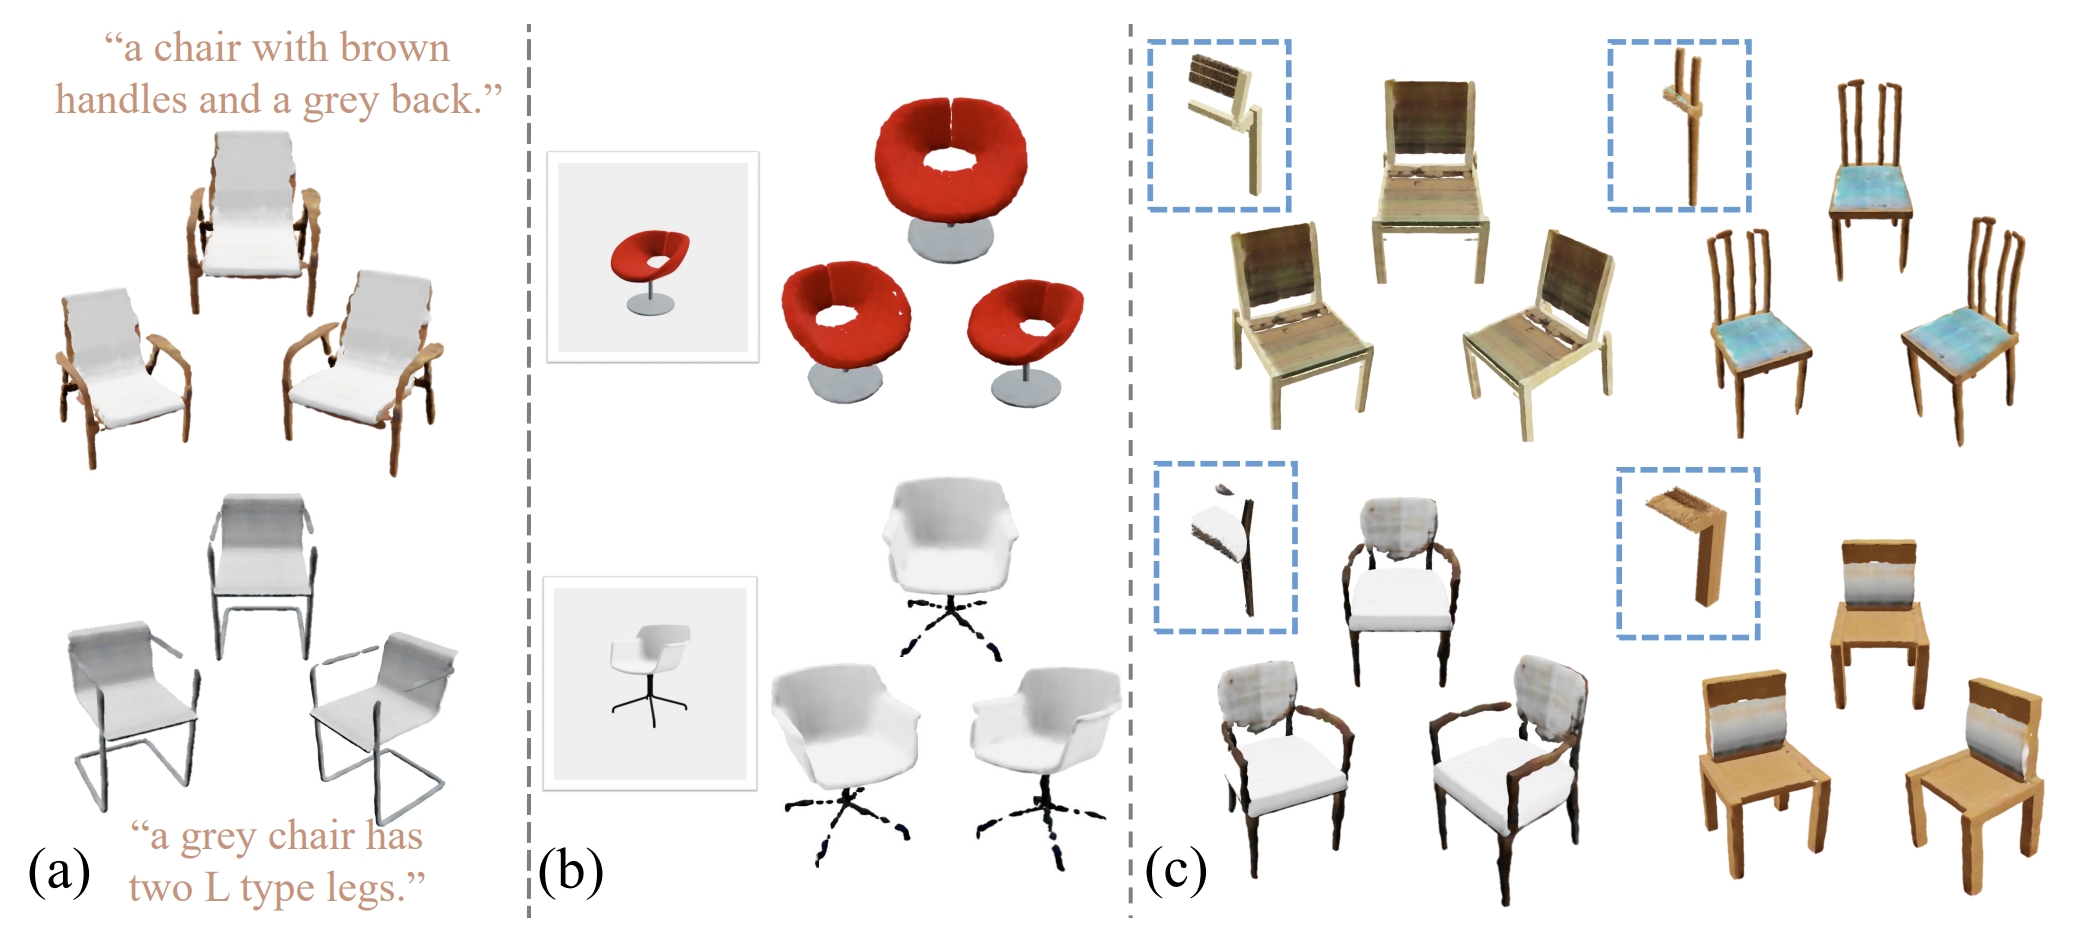 “a chair with brown
handles and a grey back.”
“a grey chair has
two L type legs.”
(a)
(b)
(c)